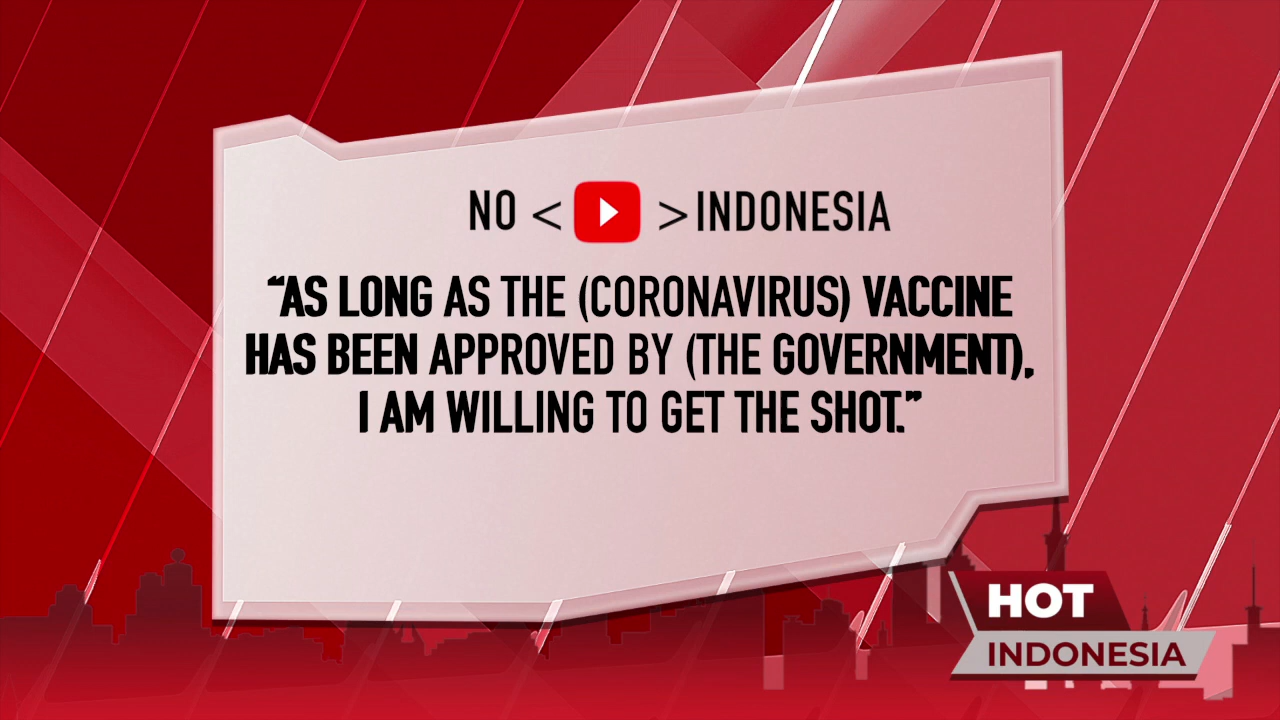 NO < > INDONESIA
“AS LONG AS THE (CORONAVIRUS) VACCINE
HAS BEEN APPROVED BY (THE GOVERNMENT),
I AM WILLING TO GET THE SHOT.”
HOT
INDONESIA